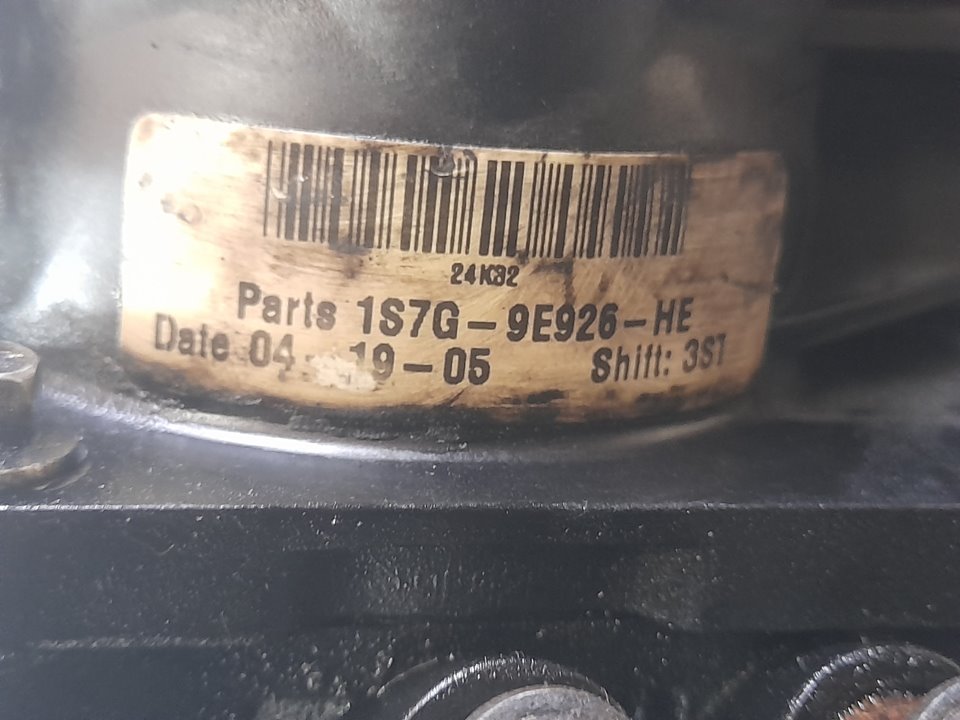 24K32
Parts 1S7G-9E926-HE
Date 04-19-05 Shift: 3ST